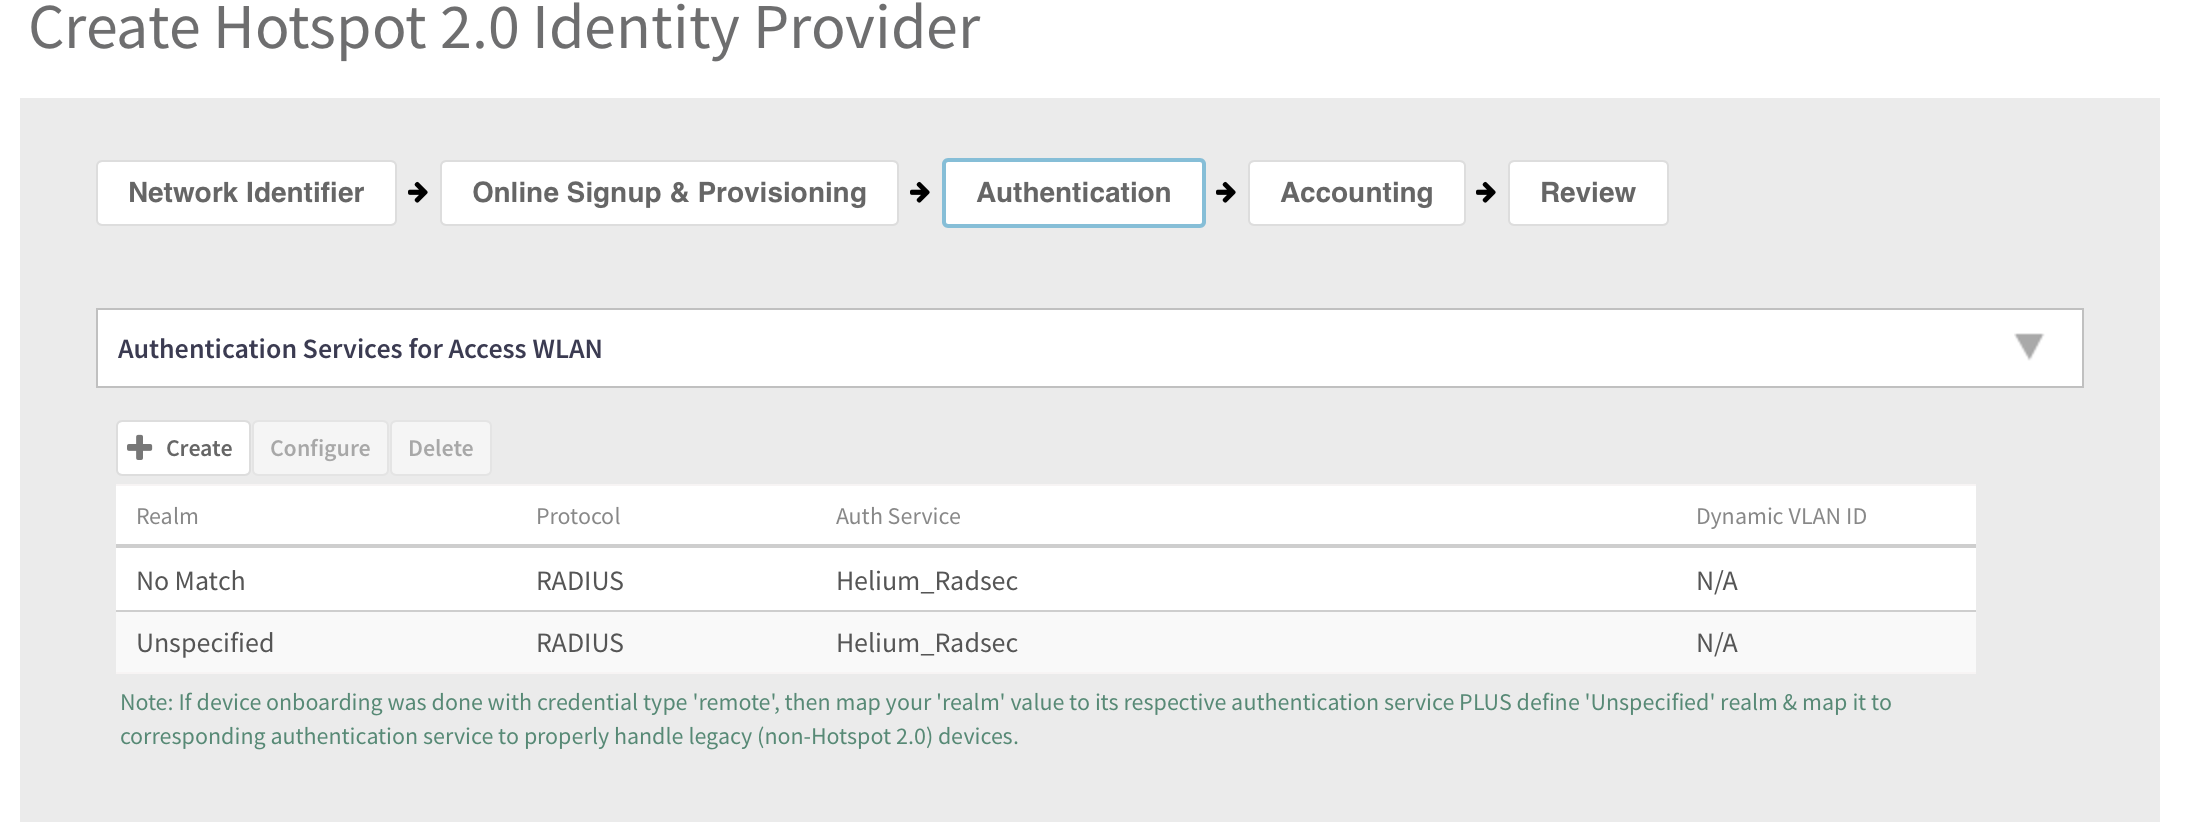 Create Hotspot 2.0 Identity Provider
Network Identifier
Online Signup & Provisioning
Authentication
Accounting
Review
Authentication Services for Access WLAN
Create
Configure
Delete
Realm Protocol Auth Service Dynamic VLAN ID
No Match RADIUS Helium_Radsec N/A
Unspecified RADIUS Helium_Radsec N/A
Note: If device onboarding was done with credential type 'remote', then map your 'realm' value to its respective authentication service PLUS define 'Unspecified' realm & map it to
corresponding authentication service to properly handle legacy (non-Hotspot 2.0) devices.